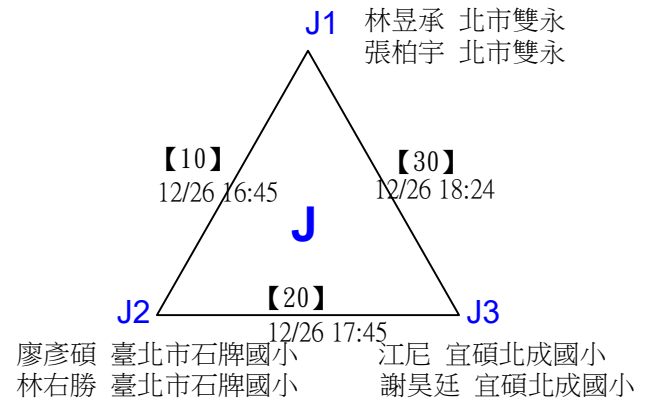 J1 林昱承 北市雙永
張柏宇 北市雙永
【10】 【30】
12/26 16:45 12/26 18:24
J
J2 【20】 J3
12/26 17:45
廖彥碩 臺北市石牌國小 江尼 宜碩北成國小
林右勝 臺北市石牌國小 謝昊廷 宜碩北成國小